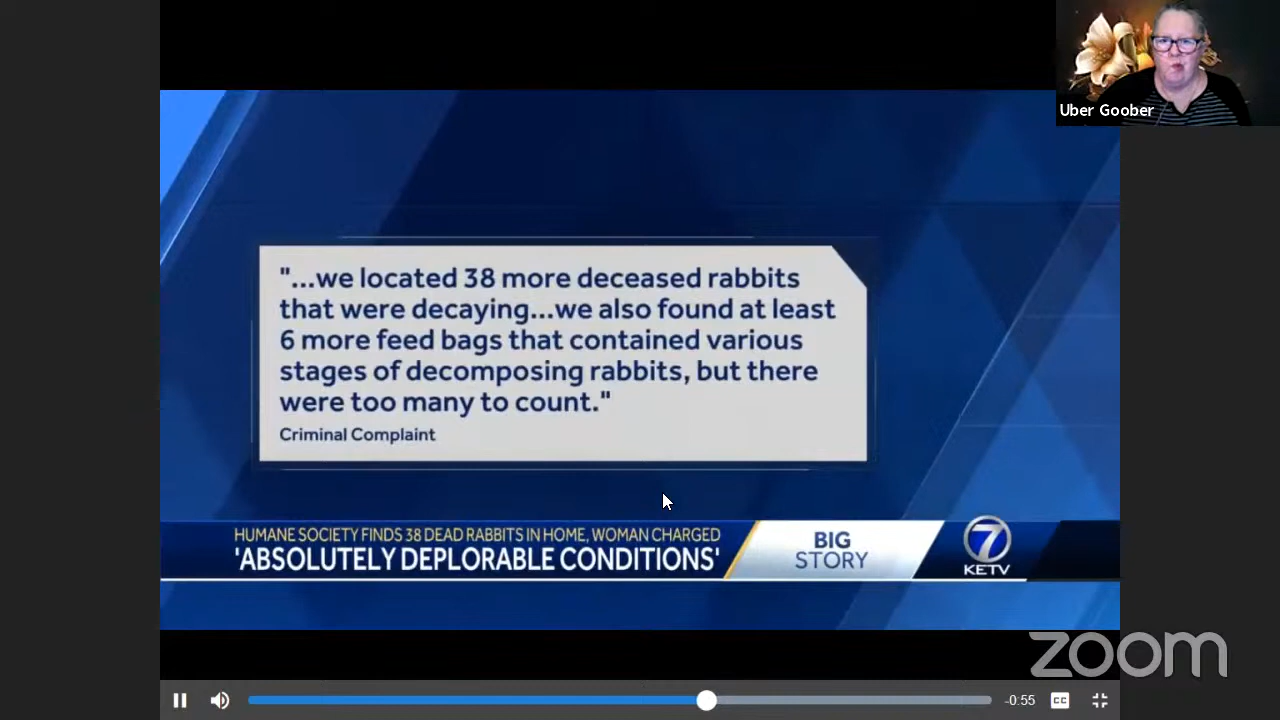 Uber Goober
"...we located 38 more deceased rabbits
that were decaying...we also found at least
6 more feed bags that contained various
stages of decomposing rabbits, but there
were too many to count."
Criminal Complaint
HUMANE SOCIETY FINDS 38 DEAD RABBITS IN HOME, WOMAN CHARGED
'ABSOLUTELY DEPLORABLE CONDITIONS'
BIG
STORY
7
KETV
zoom
-0:55
CC